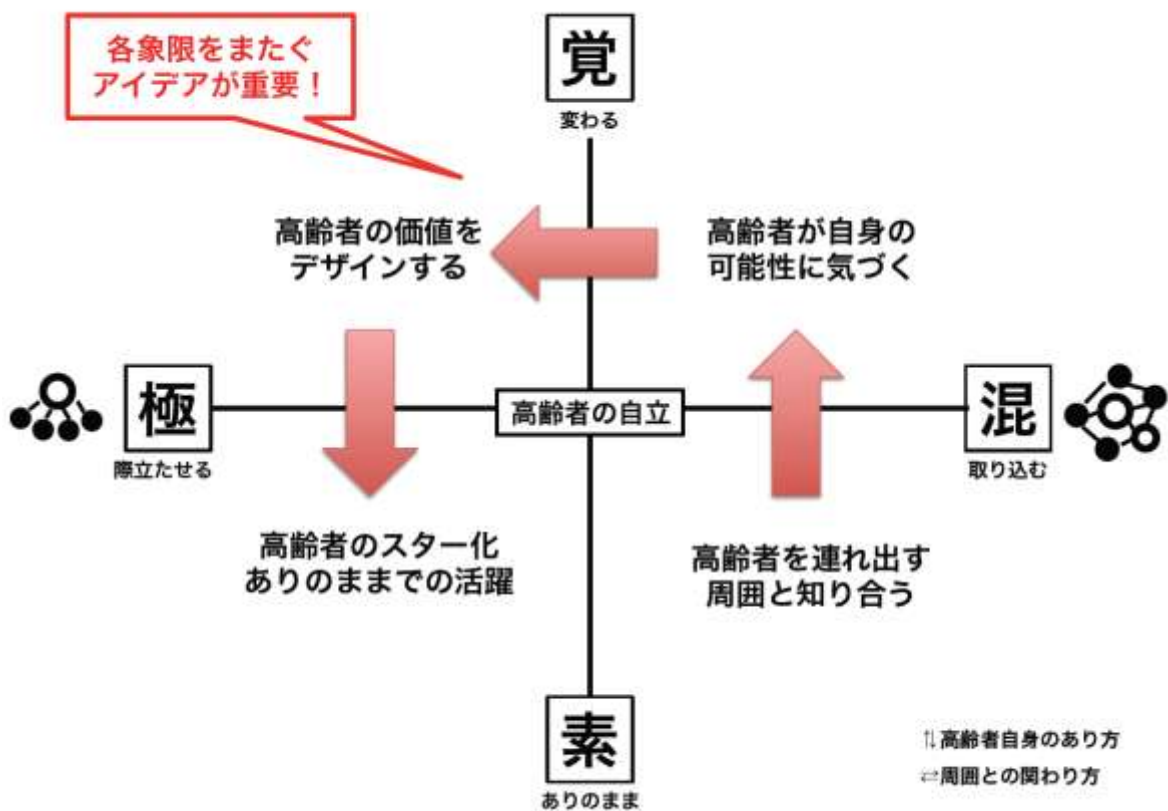 各象限をまたぐ
アイデアが重要！
覚
変わる
高齢者の価値を
デザインする
高齢者が自身の
可能性に気づく
極
際立たせる
高齢者の自立
混
取り込む
高齢者のスター化
ありのままでの活躍
高齢者を連れ出す
周囲と知り合う
素
ありのまま
⇅高齢者自身のあり方
⇄周囲との関わり方